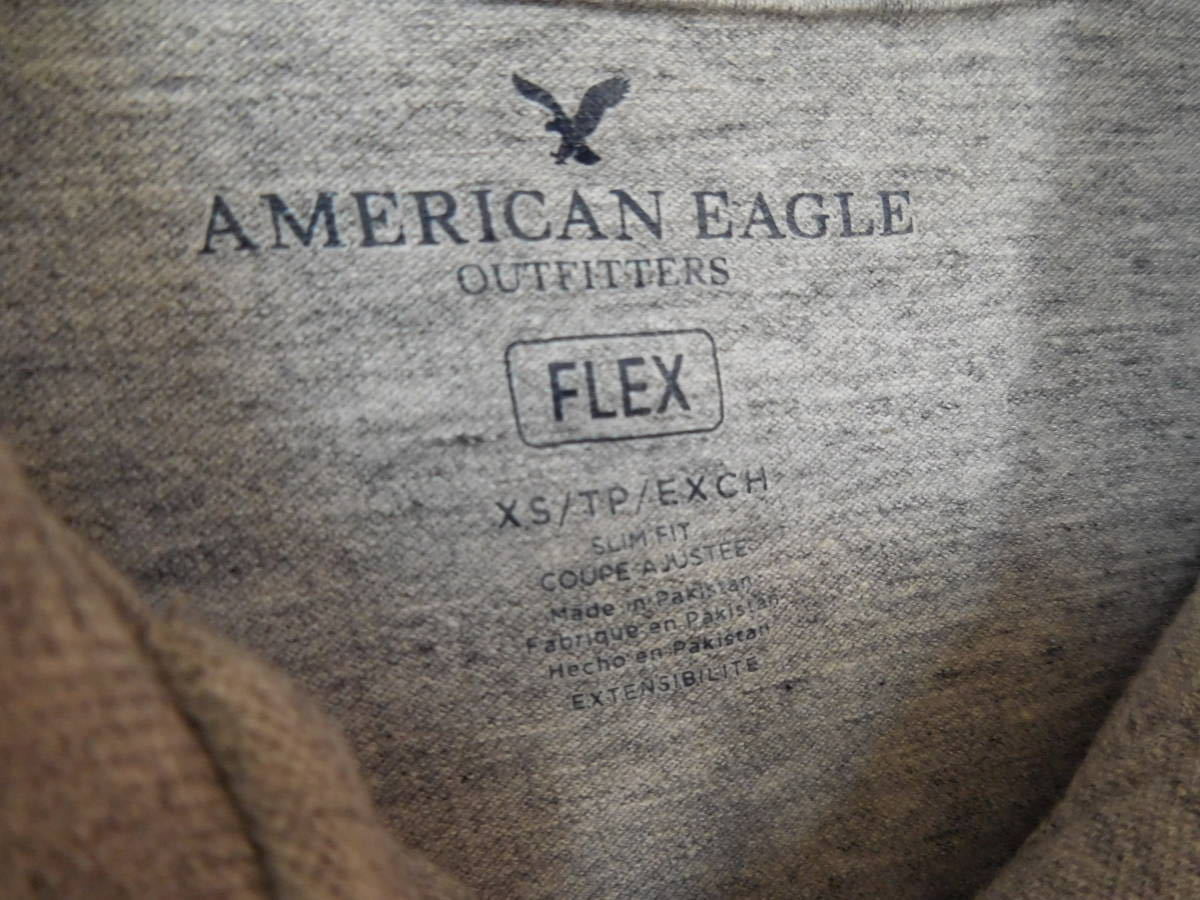 AMERICAN EAGLE
OUTFITTERS
FLEX
XS/TP/EXCH
SLIM FIT
COUPE AJUSTEE
Made in Pakistan
Fabrique en Pakistan
Hecho en Pakistan
EXTENSIBILITE